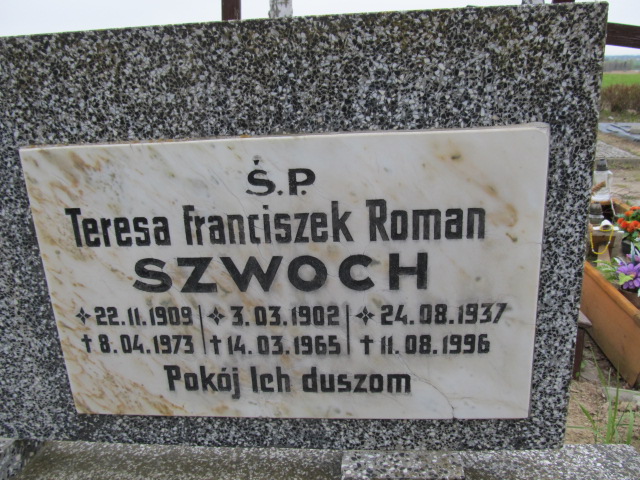 Ś.P.
Teresa Franciszek Roman
SZWOCH
✧ 22.11.1909 | ✧ 3.03.1902 | ✧ 24.08.1937
† 8.04.1973 | † 14.03.1965 | † 11.08.1996
Pokój Ich duszom